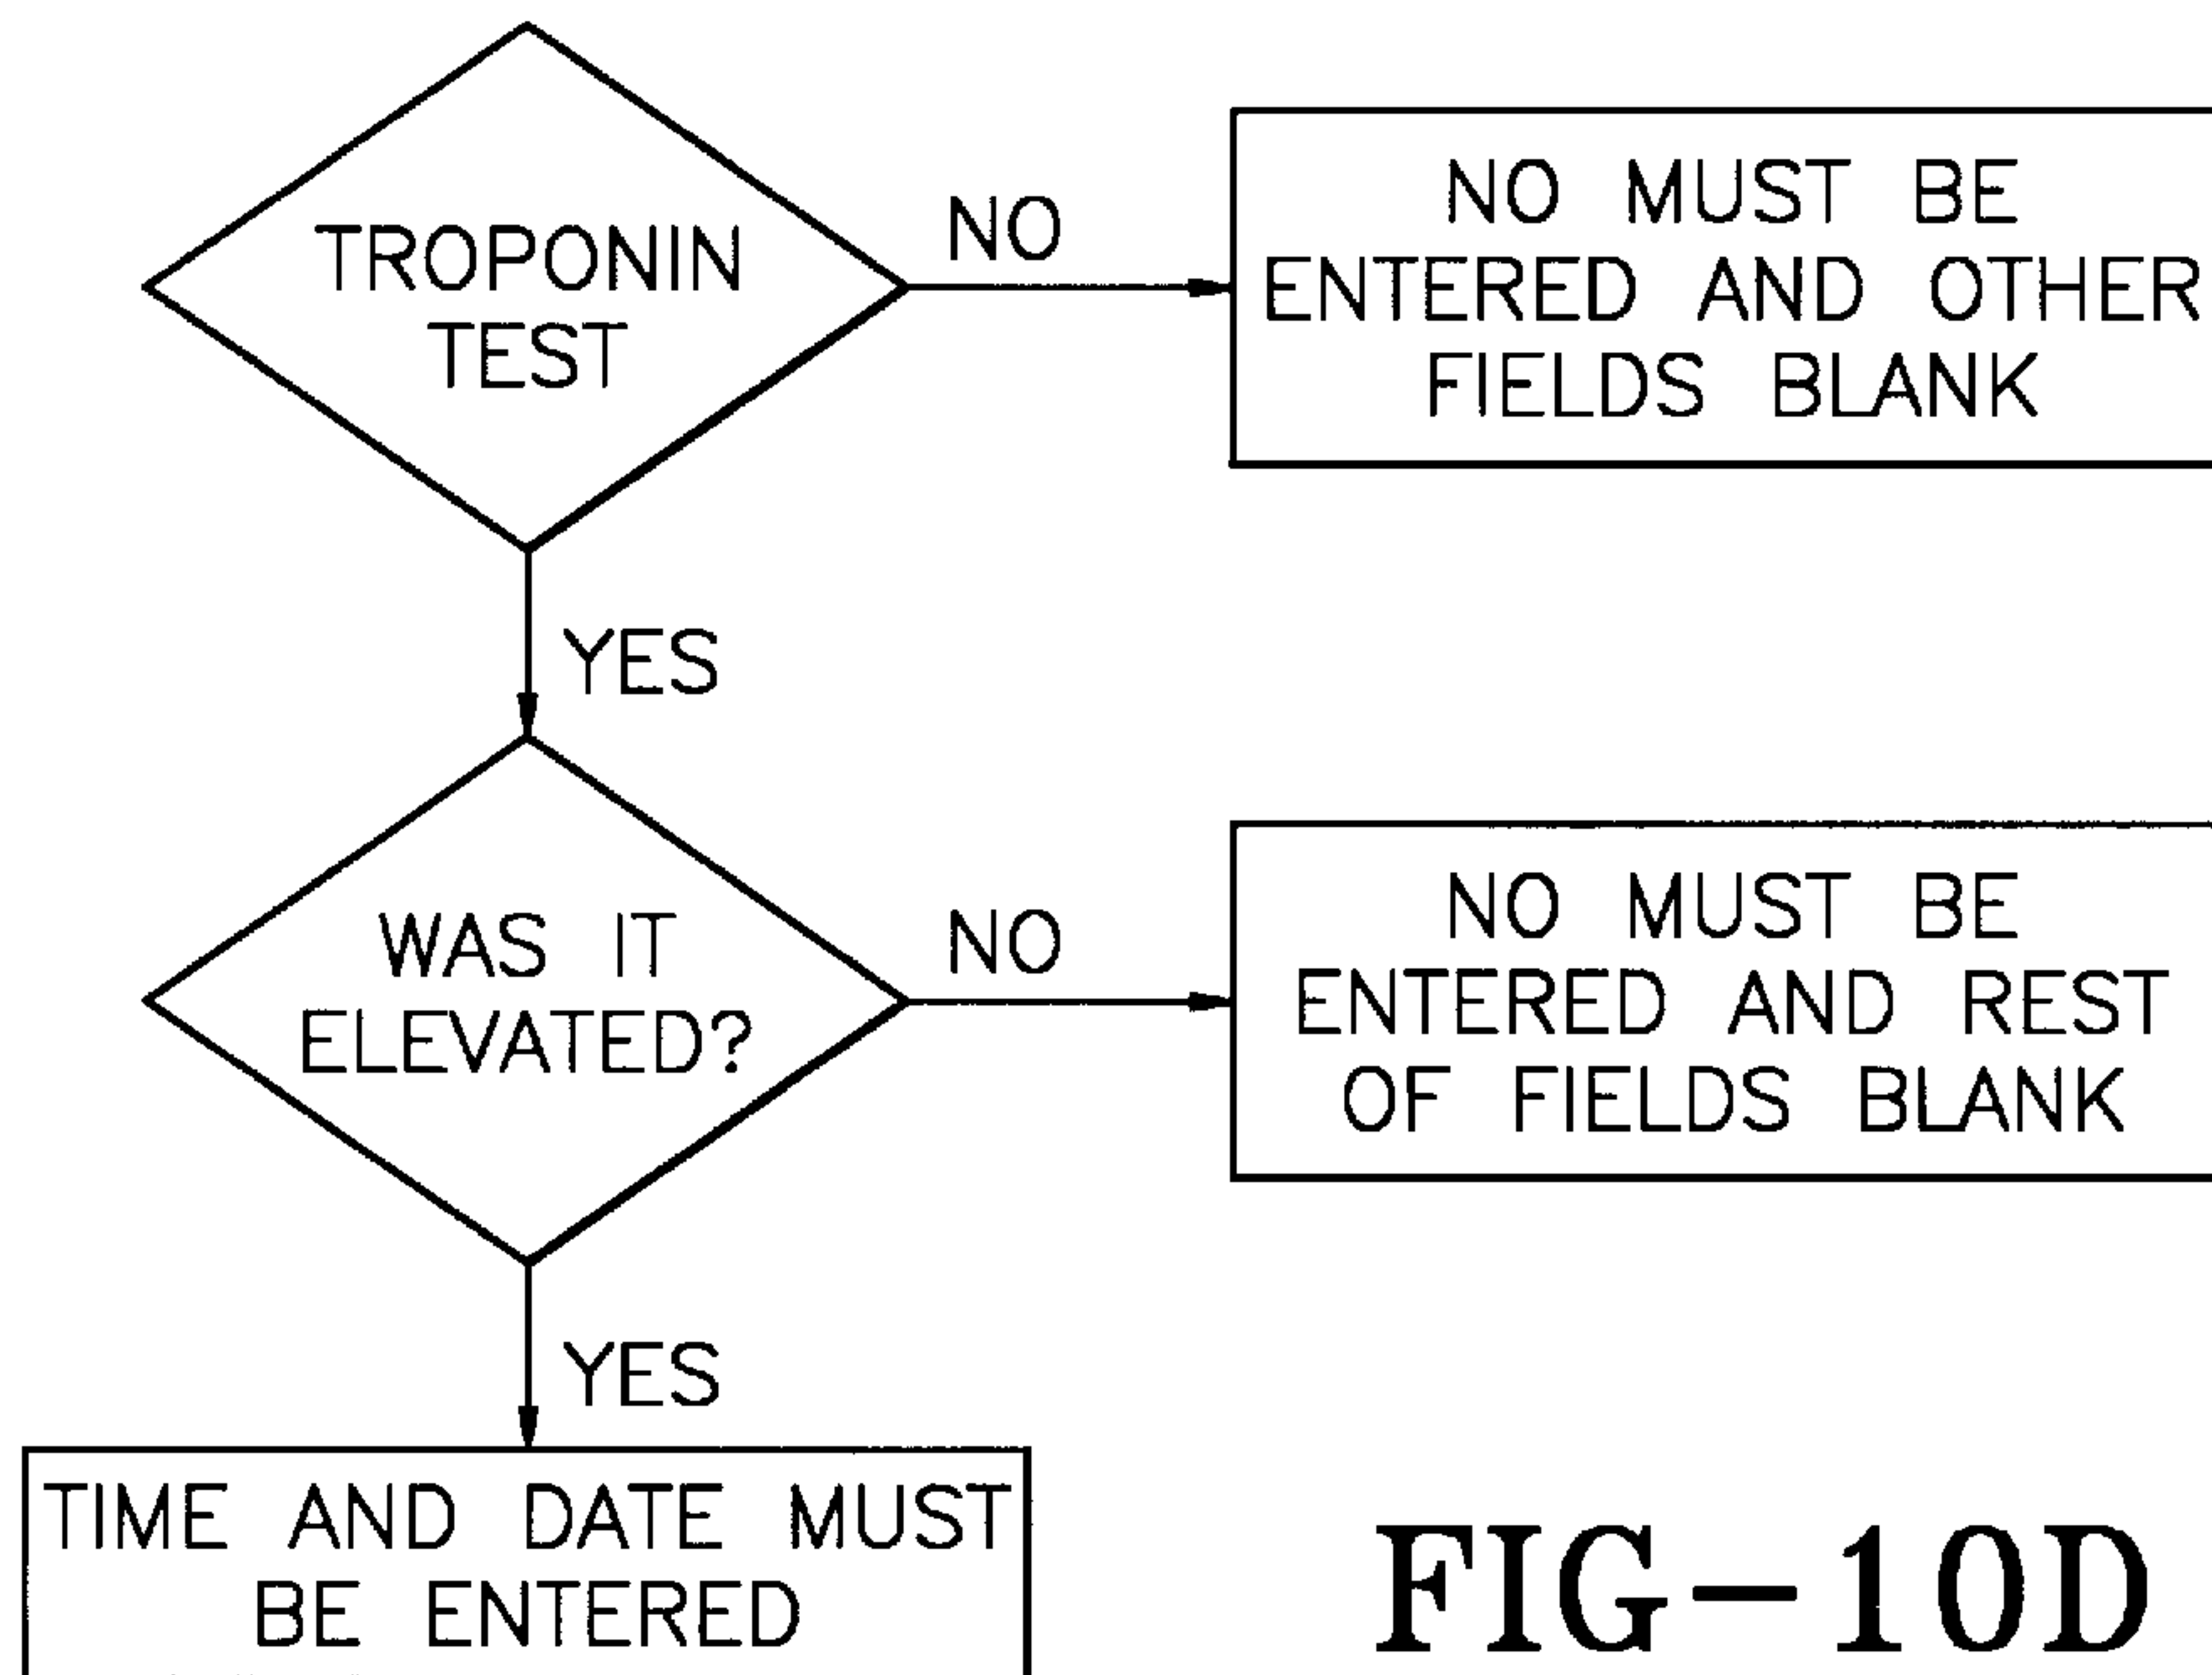 TROPONIN
TEST
NO
NO MUST BE
ENTERED AND OTHER
FIELDS BLANK
YES
WAS IT
ELEVATED?
NO
NO MUST BE
ENTERED AND REST
OF FIELDS BLANK
YES
TIME AND DATE MUST
BE ENTERED
FIG-10D